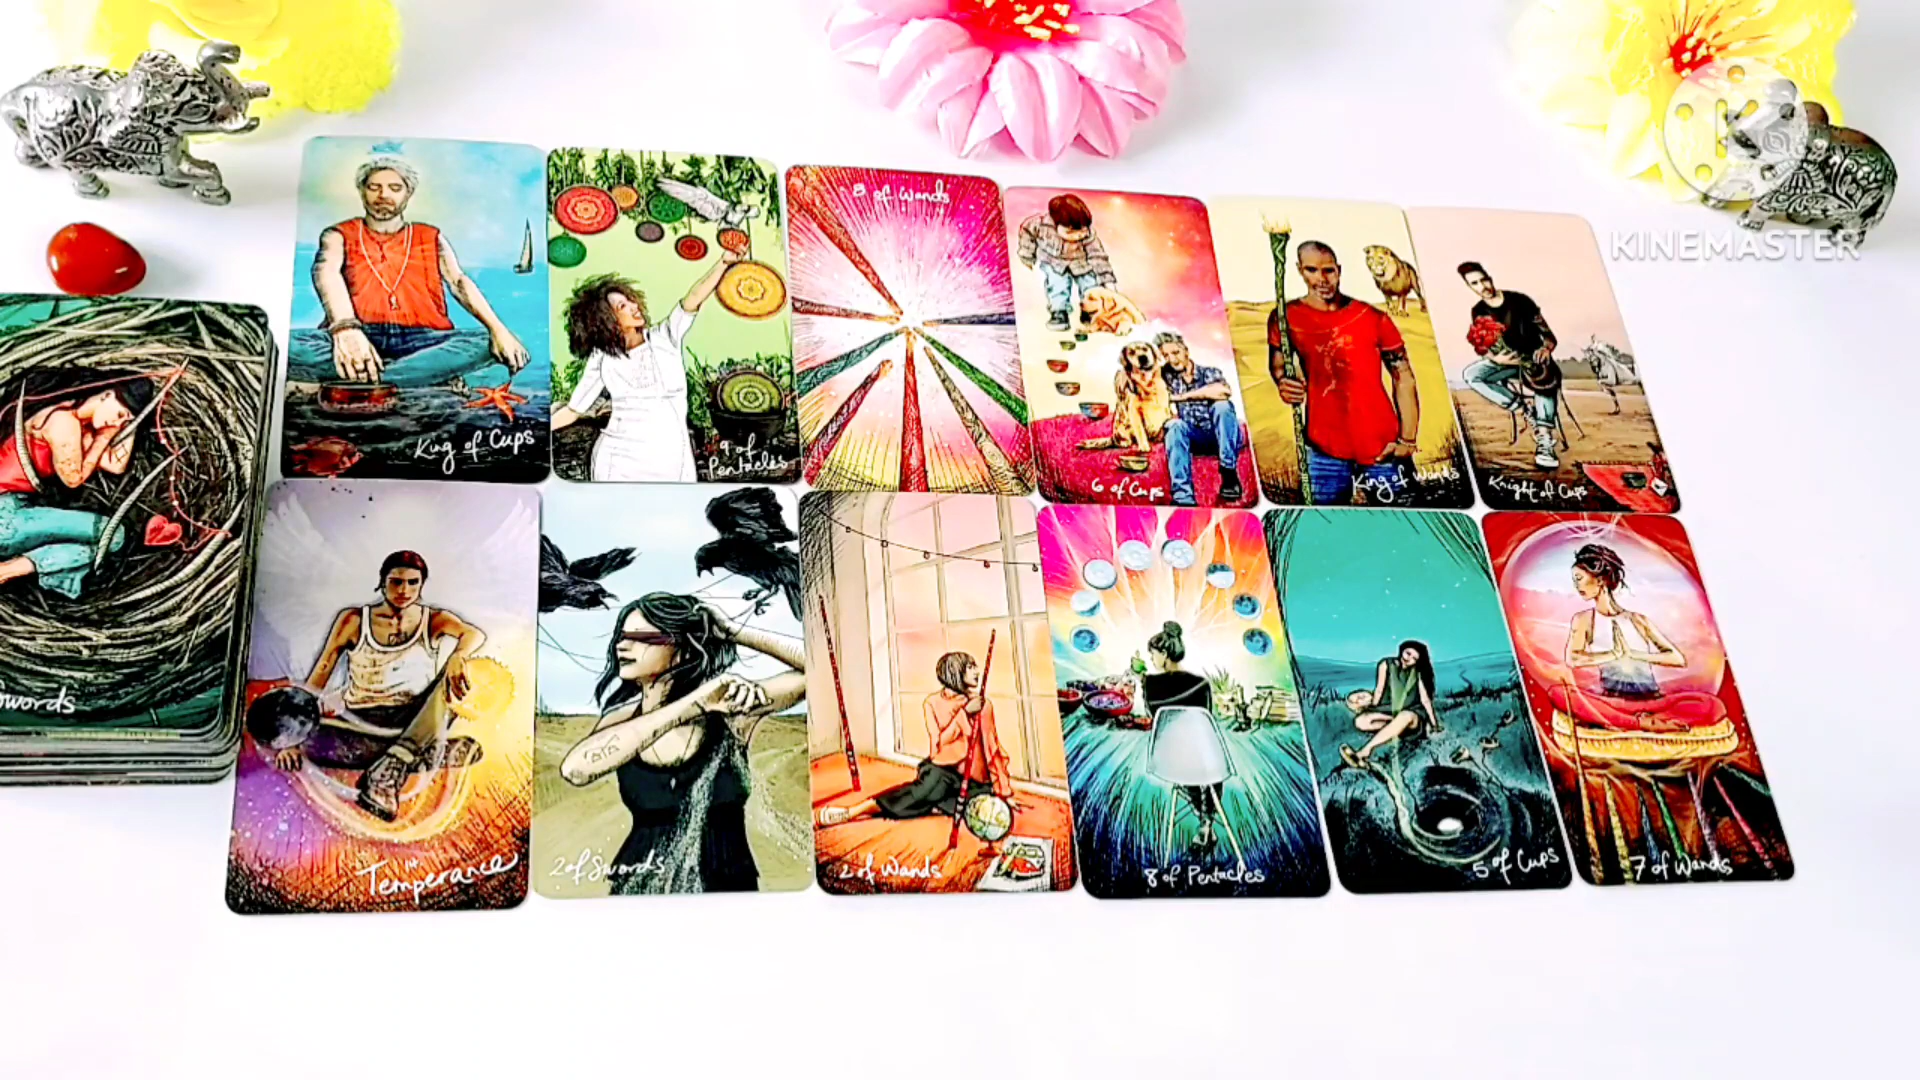 KINEMASTER
King of Cups
9 of
Pentacles
8 of Wands
6 of Cups
King of Wands
Knight of Cups
Swords
Temperance
2 of Swords
2 of Wands
8 of Pentacles
5 of Cups
7 of Wands